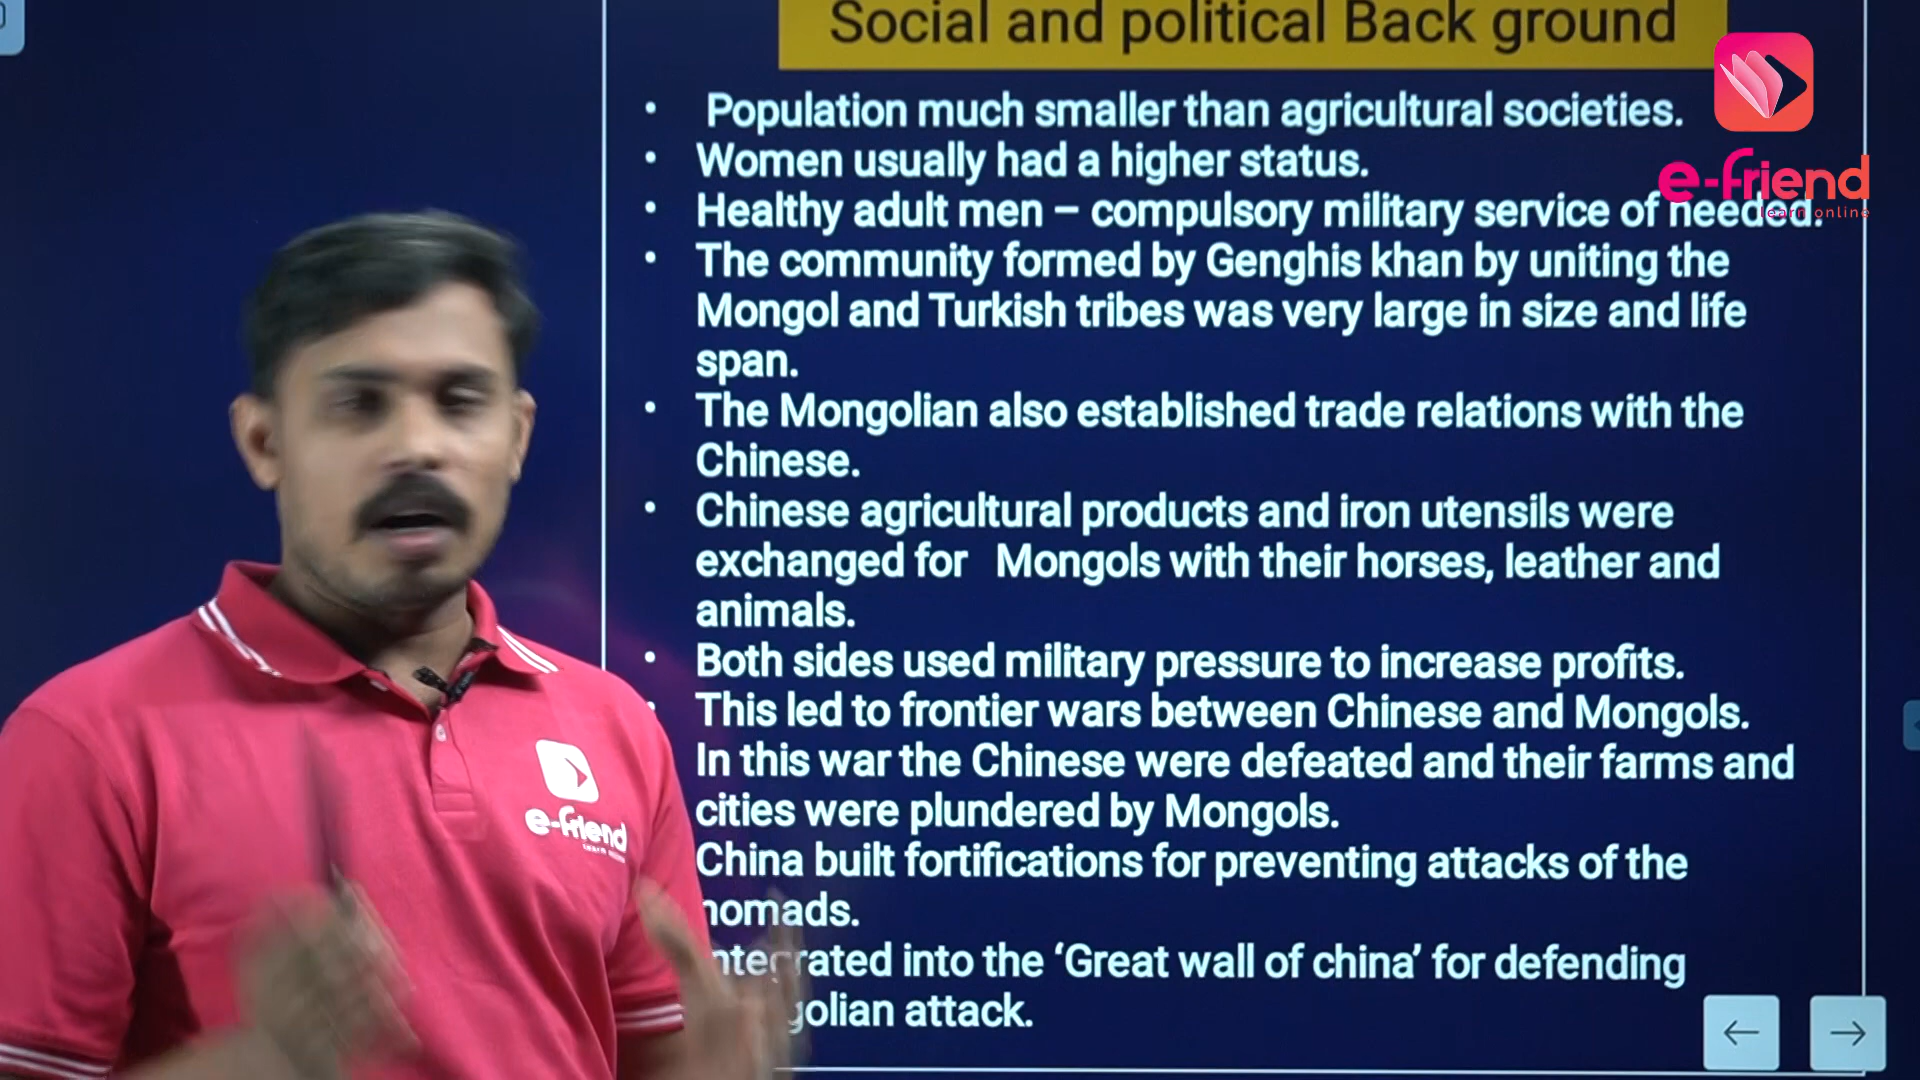 Social and political Back ground
• Population much smaller than agricultural societies.
• Women usually had a higher status.
• Healthy adult men – compulsory military service of needed.
• The community formed by Genghis khan by uniting the
Mongol and Turkish tribes was very large in size and life
span.
• The Mongolian also established trade relations with the
Chinese.
• Chinese agricultural products and iron utensils were
exchanged for Mongols with their horses, leather and
animals.
• Both sides used military pressure to increase profits.
• This led to frontier wars between Chinese and Mongols.
In this war the Chinese were defeated and their farms and
cities were plundered by Mongols.
China built fortifications for preventing attacks of the
nomads.
into the ‘Great wall of china’ for defending
attack.
e-friend
learn online
e-friend